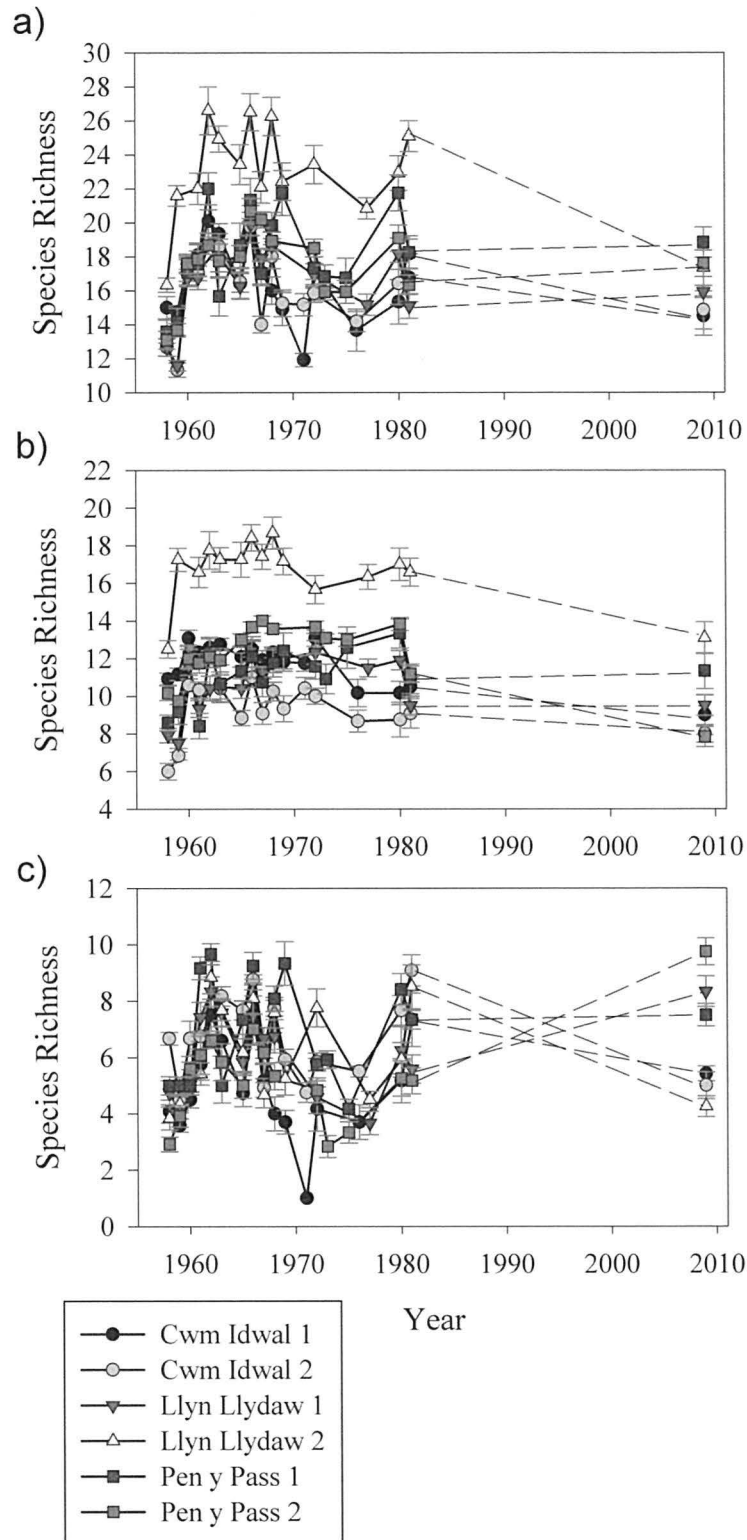 a)
30
28
26
24
22
20
18
16
14
12
10
Species Richness
1960 1970 1980 1990 2000 2010
b)
22
20
18
16
14
12
10
8
6
4
Species Richness
1960 1970 1980 1990 2000 2010
c)
12
10
8
6
4
2
0
Species Richness
1960 1970 1980 1990 2000 2010
Year
Cwm Idwal 1
Cwm Idwal 2
Llyn Llydaw 1
Llyn Llydaw 2
Pen y Pass 1
Pen y Pass 2